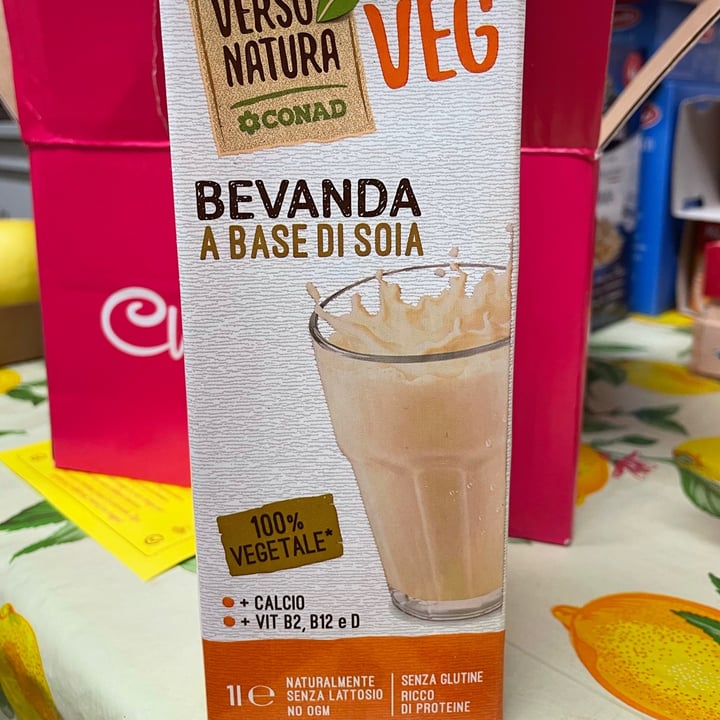 VERSO
NATURA
CONAD
VEG
BEVANDA
A BASE DI SOIA
100%
VEGETALE*
+ CALCIO
+ VIT B2, B12 e D
1l e
NATURALMENTE
SENZA LATTOSIO
NO OGM
SENZA GLUTINE
RICCO
DI PROTEINE